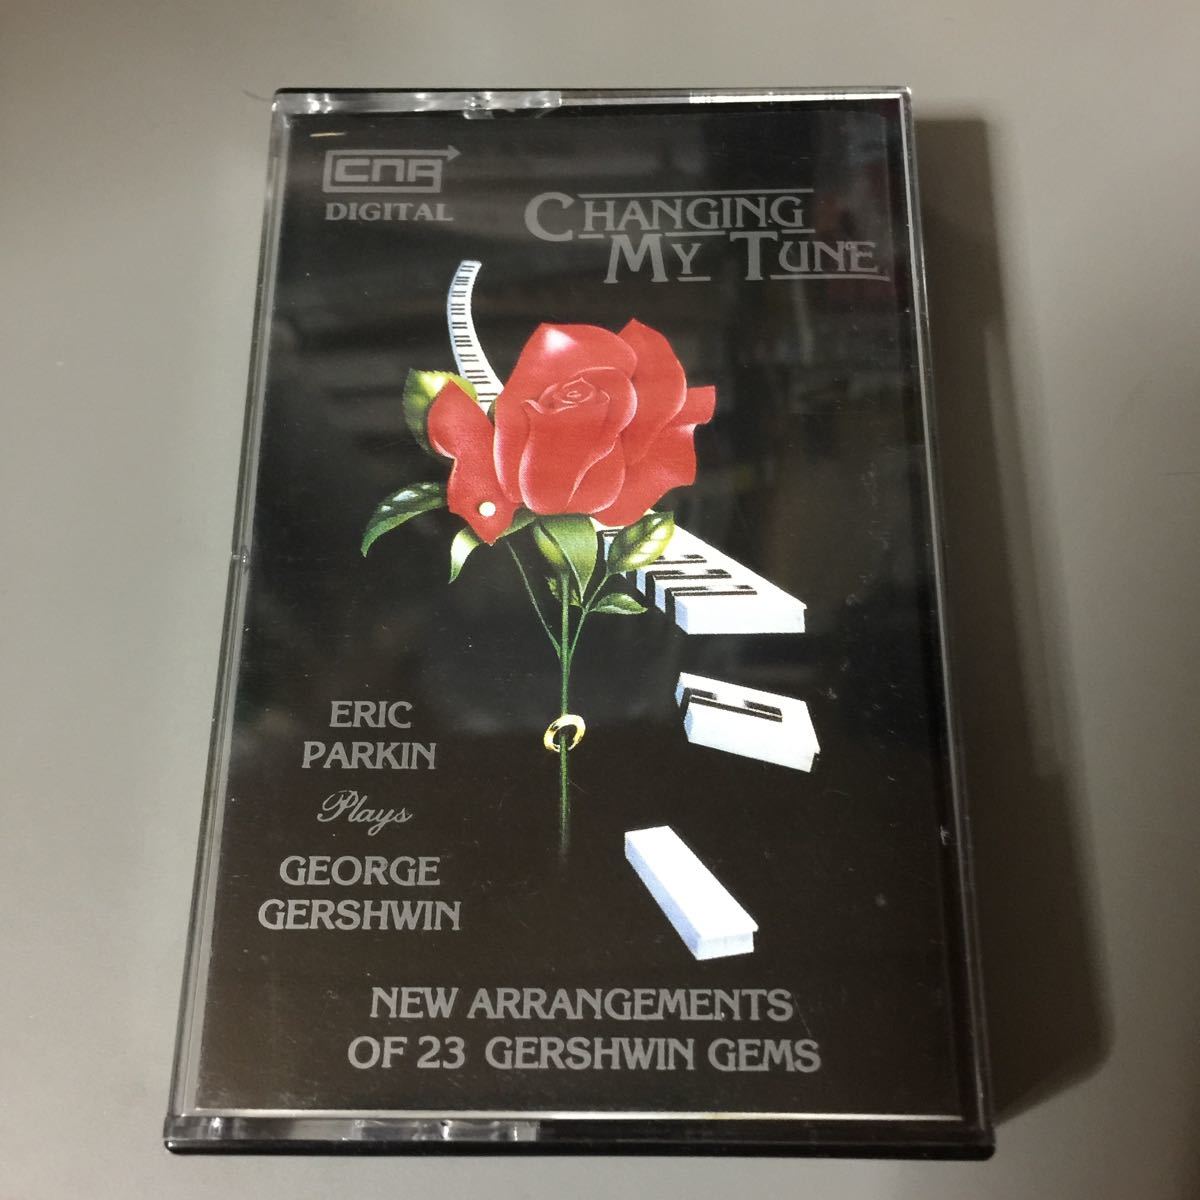 CNR
DIGITAL
CHANGING
MY TUNE
ERIC
PARKIN
Plays
GEORGE
GERSHWIN
NEW ARRANGEMENTS
OF 23 GERSHWIN GEMS